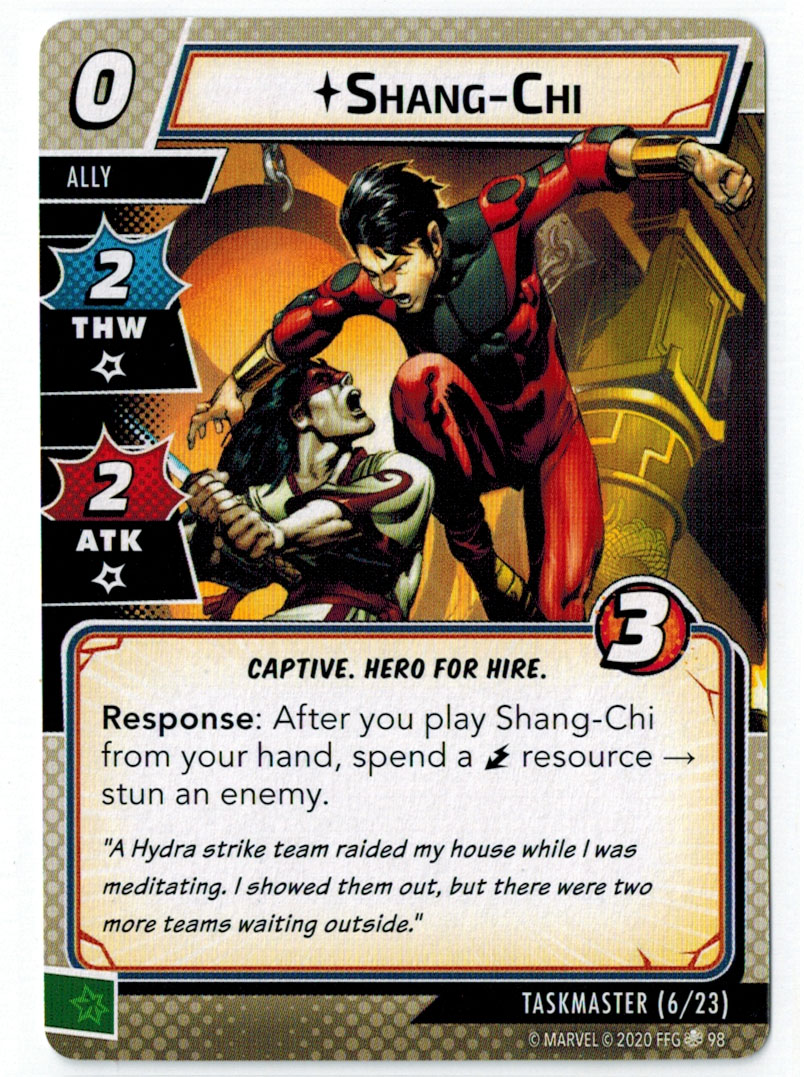 0
SHANG-CHI
ALLY
2
THW
2
ATK
3
CAPTIVE. HERO FOR HIRE.
Response: After you play Shang-Chi
from your hand, spend a resource →
stun an enemy.
"A Hydra strike team raided my house while I was
meditating. I showed them out, but there were two
more teams waiting outside."
TASKMASTER (6/23)
© MARVEL © 2020 FFG 98